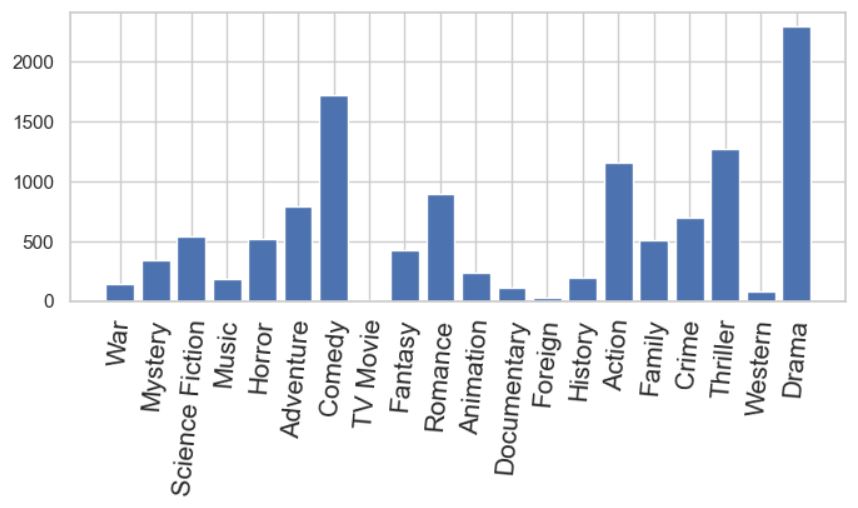 2000
1500
1000
500
0
War
Mystery
Science Fiction
Music
Horror
Adventure
Comedy
TV Movie
Fantasy
Romance
Animation
Documentary
Foreign
History
Action
Family
Crime
Thriller
Western
Drama